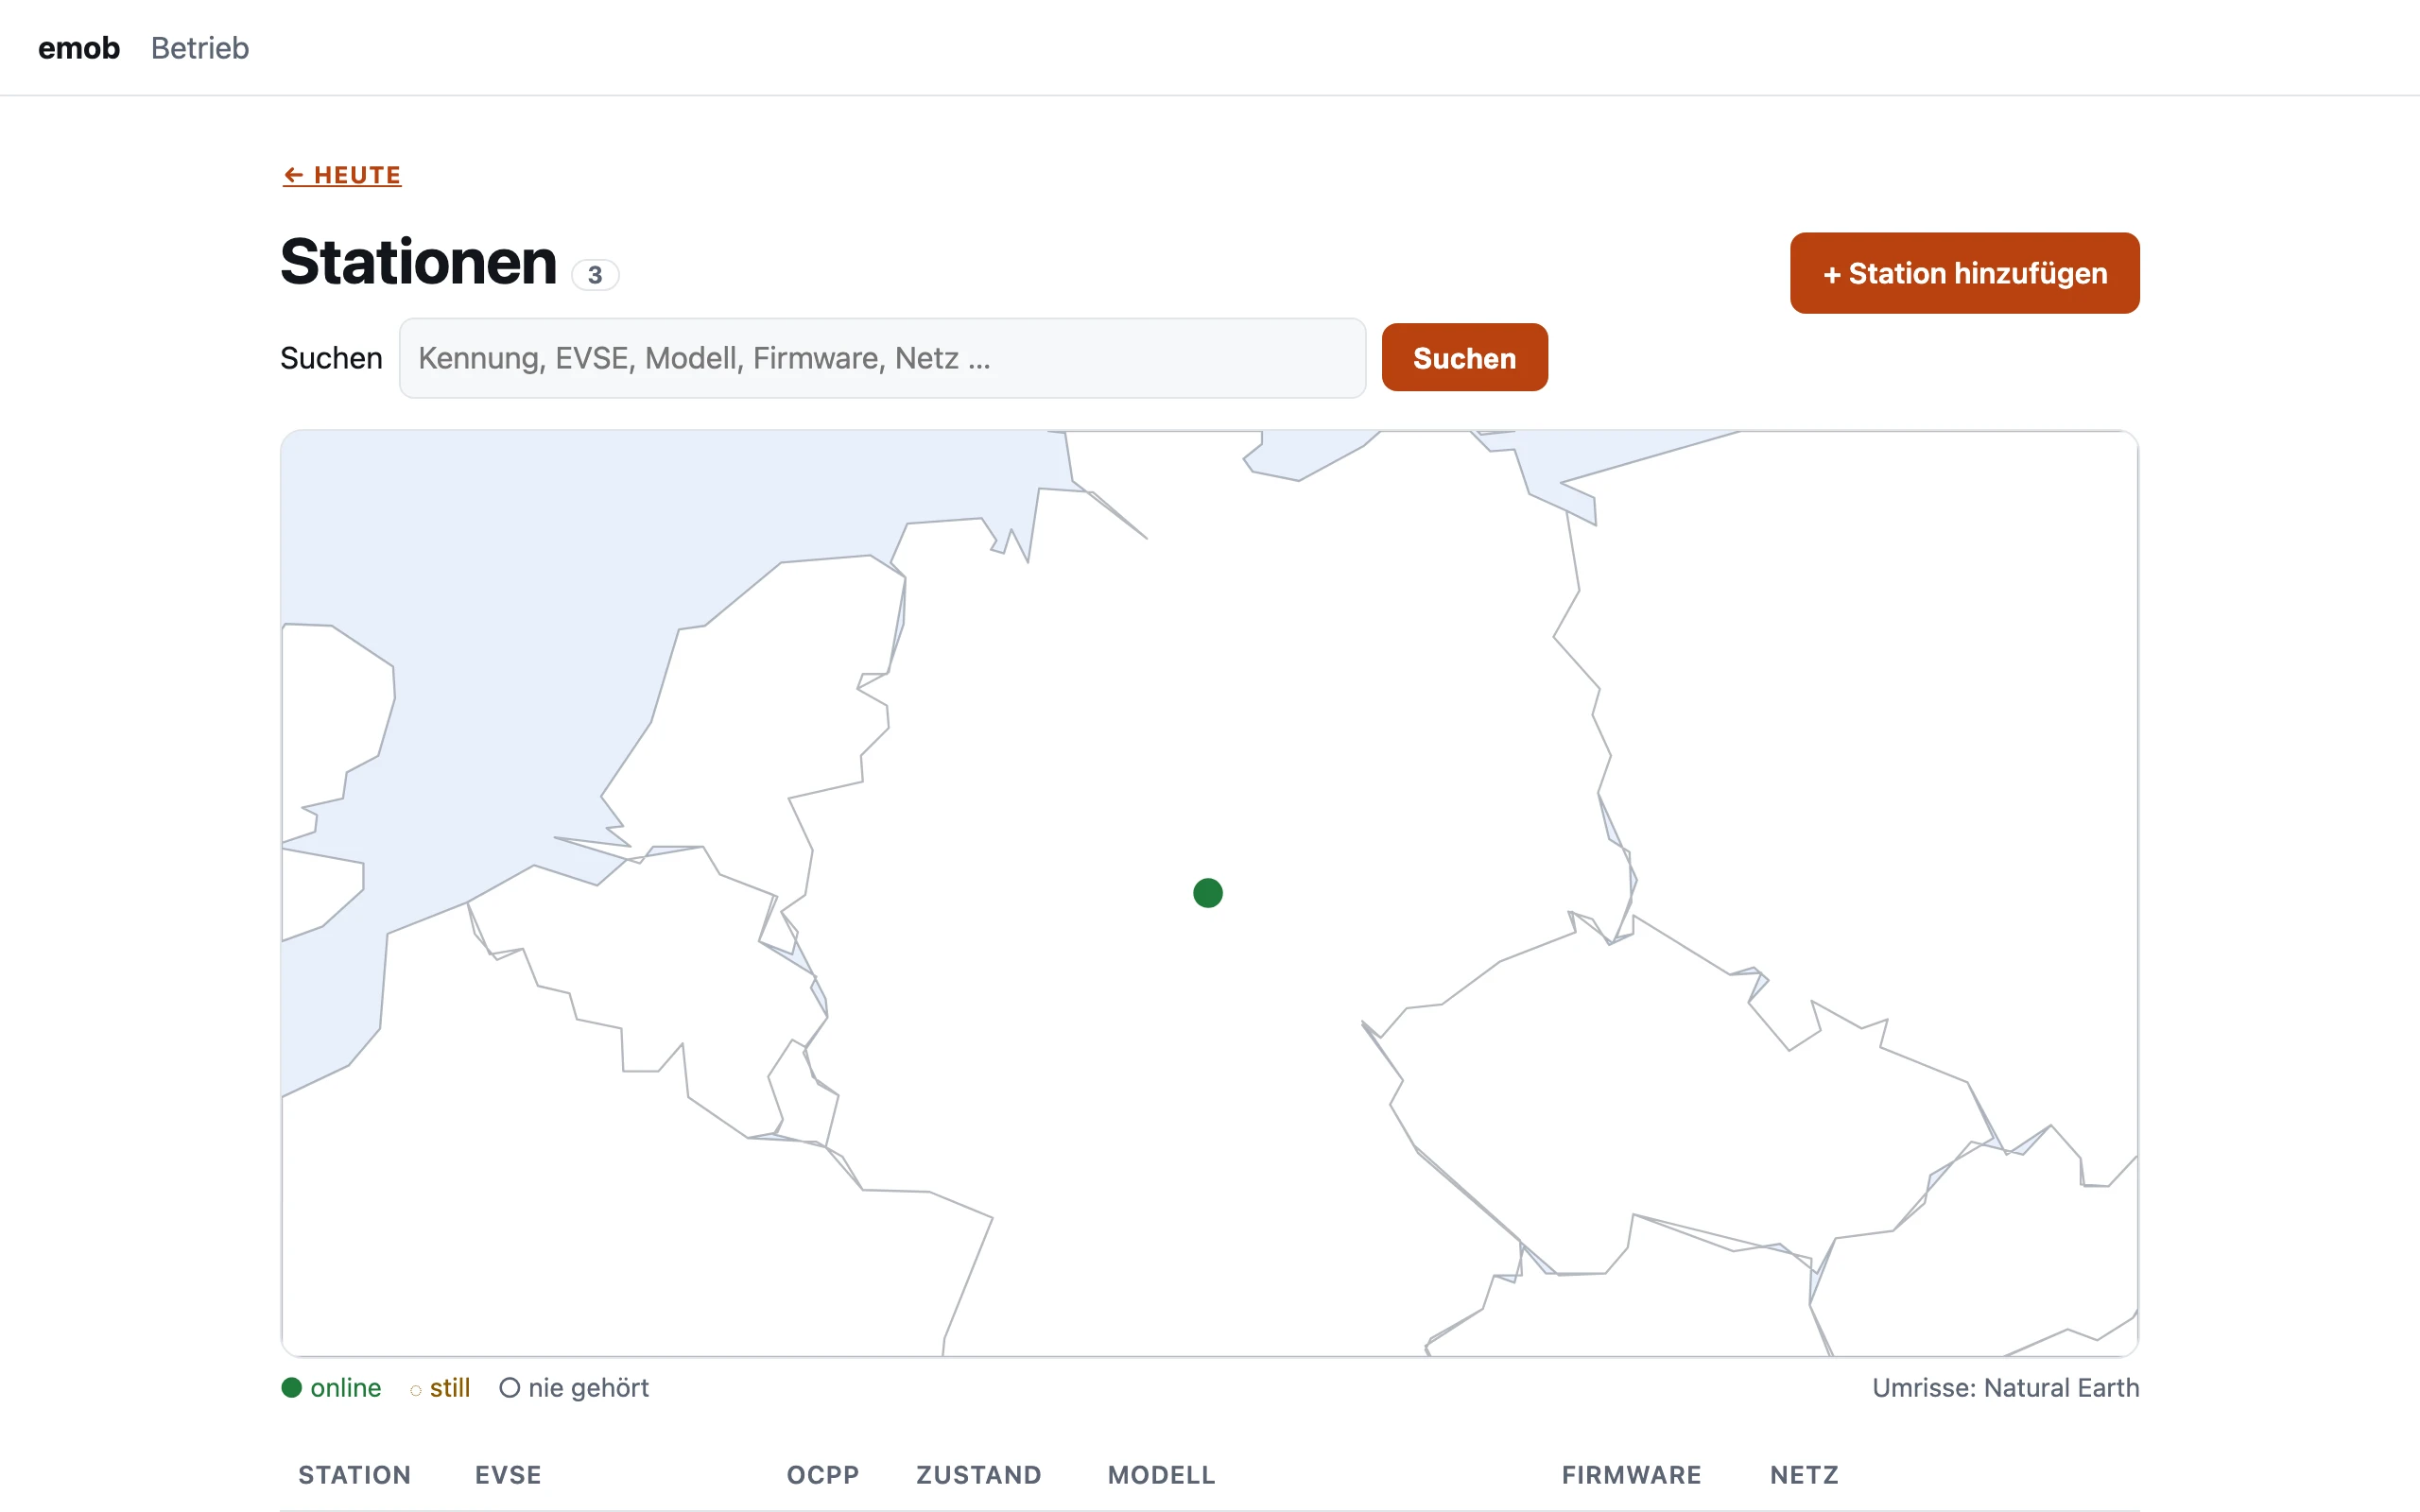 emob Betrieb
← HEUTE
Stationen 3
+ Station hinzufügen
Suchen Kennung, EVSE, Modell, Firmware, Netz ... Suchen
online still nie gehört Umrisse: Natural Earth
STATION EVSE OCPP ZUSTAND MODELL FIRMWARE NETZ